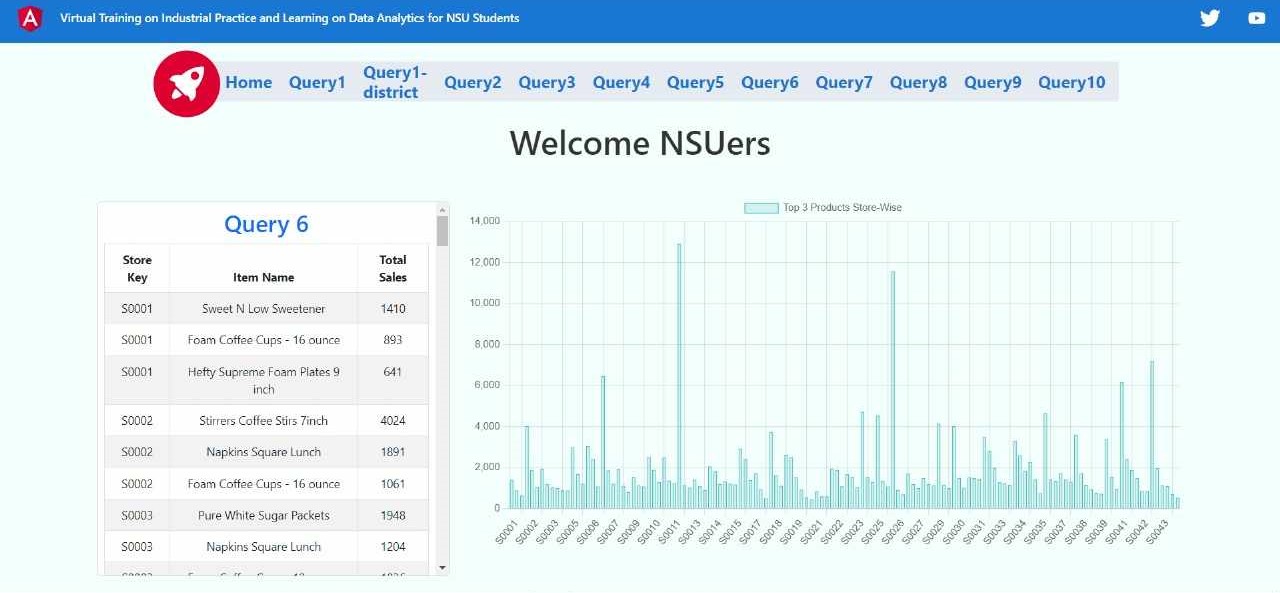 A
Virtual Training on Industrial Practice and Learning on Data Analytics for NSU Students
Home Query1 Query1-district Query2 Query3 Query4 Query5 Query6 Query7 Query8 Query9 Query10
Welcome NSUers
Query 6
Store Key Item Name Total Sales
S0001 Sweet N Low Sweetener 1410
S0001 Foam Coffee Cups - 16 ounce 893
S0001 Hefty Supreme Foam Plates 9 inch 641
S0002 Stirrers Coffee Stirs 7inch 4024
S0002 Napkins Square Lunch 1891
S0002 Foam Coffee Cups - 16 ounce 1061
S0003 Pure White Sugar Packets 1948
S0003 Napkins Square Lunch 1204
Top 3 Products Store-Wise
14,000
12,000
10,000
8,000
6,000
4,000
2,000
0
S0001 S0002 S0003 S0005 S0006 S0007 S0009 S0010 S0011 S0013 S0014 S0015 S0017 S0018 S0019 S0021 S0022 S0023 S0025 S0026 S0027 S0029 S0030 S0031 S0033 S0034 S0035 S0037 S0038 S0039 S0041 S0042 S0043